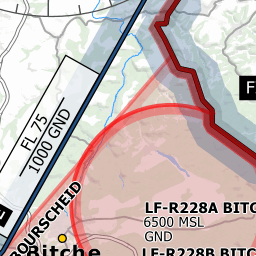 FL 75
1000 GND
F
OURSCHEID
Bitche
LF-R228A BITC
6500 MSL
GND
LF-R228B BITC